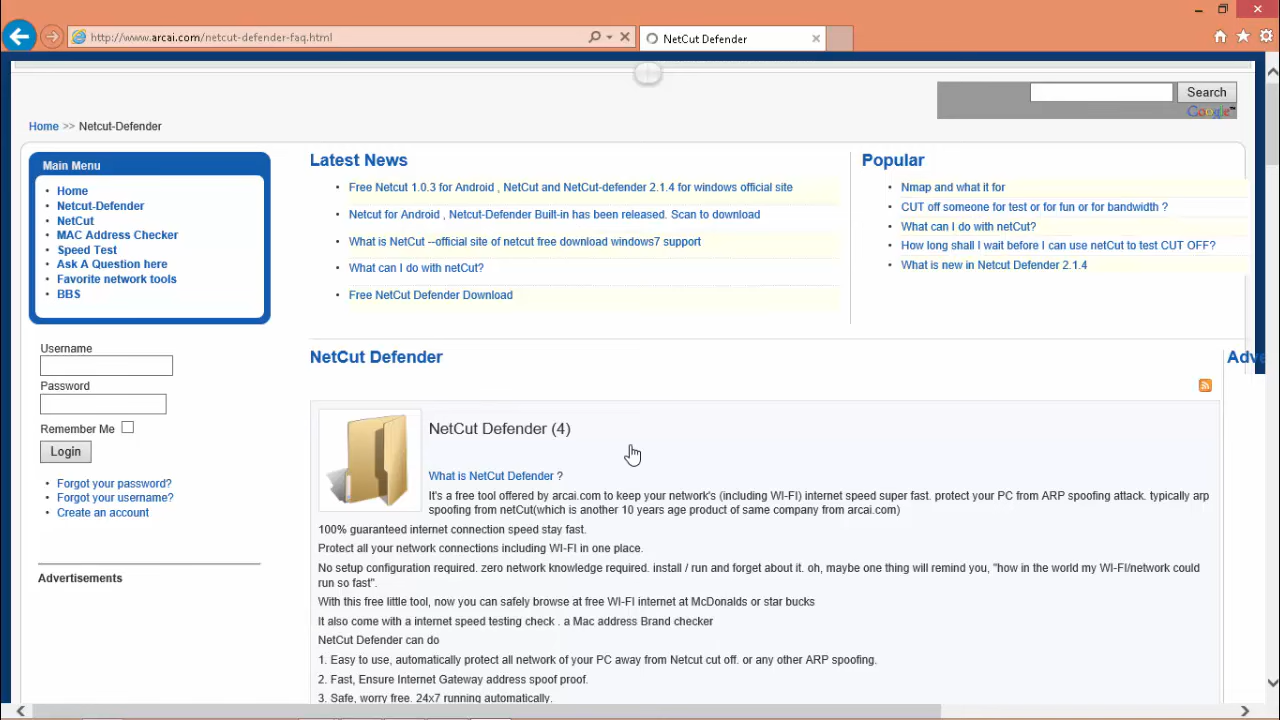 http://www.arcai.com/netcut-defender-faq.html
NetCut Defender
Search
Google
Home >> Netcut-Defender
Main Menu
Home
Netcut-Defender
NetCut
MAC Address Checker
Speed Test
Ask A Question here
Favorite network tools
BBS
Username
Password
Remember Me
Login
Forgot your password?
Forgot your username?
Create an account
Advertisements
Latest News
Free Netcut 1.0.3 for Android , NetCut and NetCut-defender 2.1.4 for windows official site
Netcut for Android , Netcut-Defender Built-in has been released. Scan to download
What is NetCut --official site of netcut free download windows7 support
What can I do with netCut?
Free NetCut Defender Download
Popular
Nmap and what it for
CUT off someone for test or for fun or for bandwidth ?
What can I do with netCut?
How long shall I wait before I can use netCut to test CUT OFF?
What is new in Netcut Defender 2.1.4
NetCut Defender
Adve
NetCut Defender (4)
What is NetCut Defender ?
It's a free tool offered by arcai.com to keep your network's (including WI-FI) internet speed super fast. protect your PC from ARP spoofing attack. typically arp
spoofing from netCut(which is another 10 years age product of same company from arcai.com)
100% guaranteed internet connection speed stay fast.
Protect all your network connections including WI-FI in one place.
No setup configuration required. zero network knowledge required. install / run and forget about it. oh, maybe one thing will remind you, "how in the world my WI-FI/network could
run so fast".
With this free little tool, now you can safely browse at free WI-FI internet at McDonalds or star bucks
It also come with a internet speed testing check . a Mac address Brand checker
NetCut Defender can do
1. Easy to use, automatically protect all network of your PC away from Netcut cut off. or any other ARP spoofing.
2. Fast, Ensure Internet Gateway address spoof proof.
3. Safe, worry free. 24x7 running automatically.